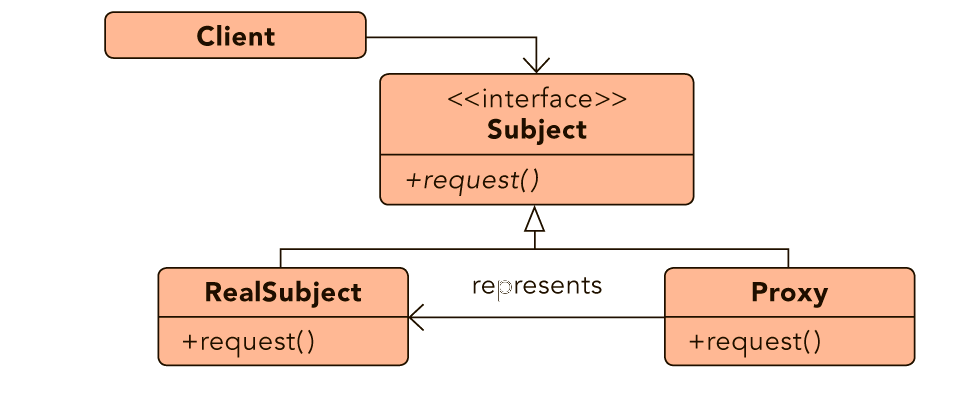 Client
<<interface>>
Subject
+request()
represents
RealSubject
Proxy
+request()
+request()